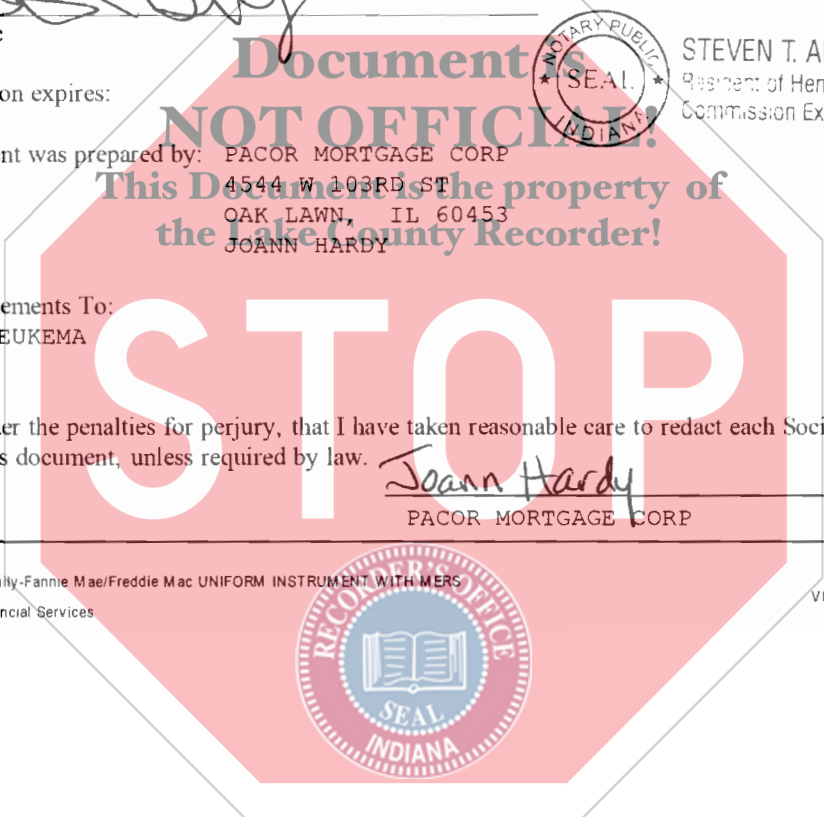 c
NOTARY PUBLIC
SEAL
INDIANA
STEVEN T.
Resident of
Commission
Document is
NOT OFFICIAL!
This Document is the property of
the Lake County Recorder!
on expires:
nt was prepared by: PACOR MORTGAGE CORP
4544 W 103RD ST
OAK LAWN, IL 60453
JOANN HARDY
ements To:
EUKEMA
STOP
er the penalties for perjury, that I have taken reasonable care to redact each Soci
s document, unless required by law.
Joann Hardy
PACOR MORTGAGE CORP
ily-Fannie Mae/Freddie Mac UNIFORM INSTRUMENT WITH MERS
ncial Services
RECORDER'S OFFICE
SEAL
INDIANA